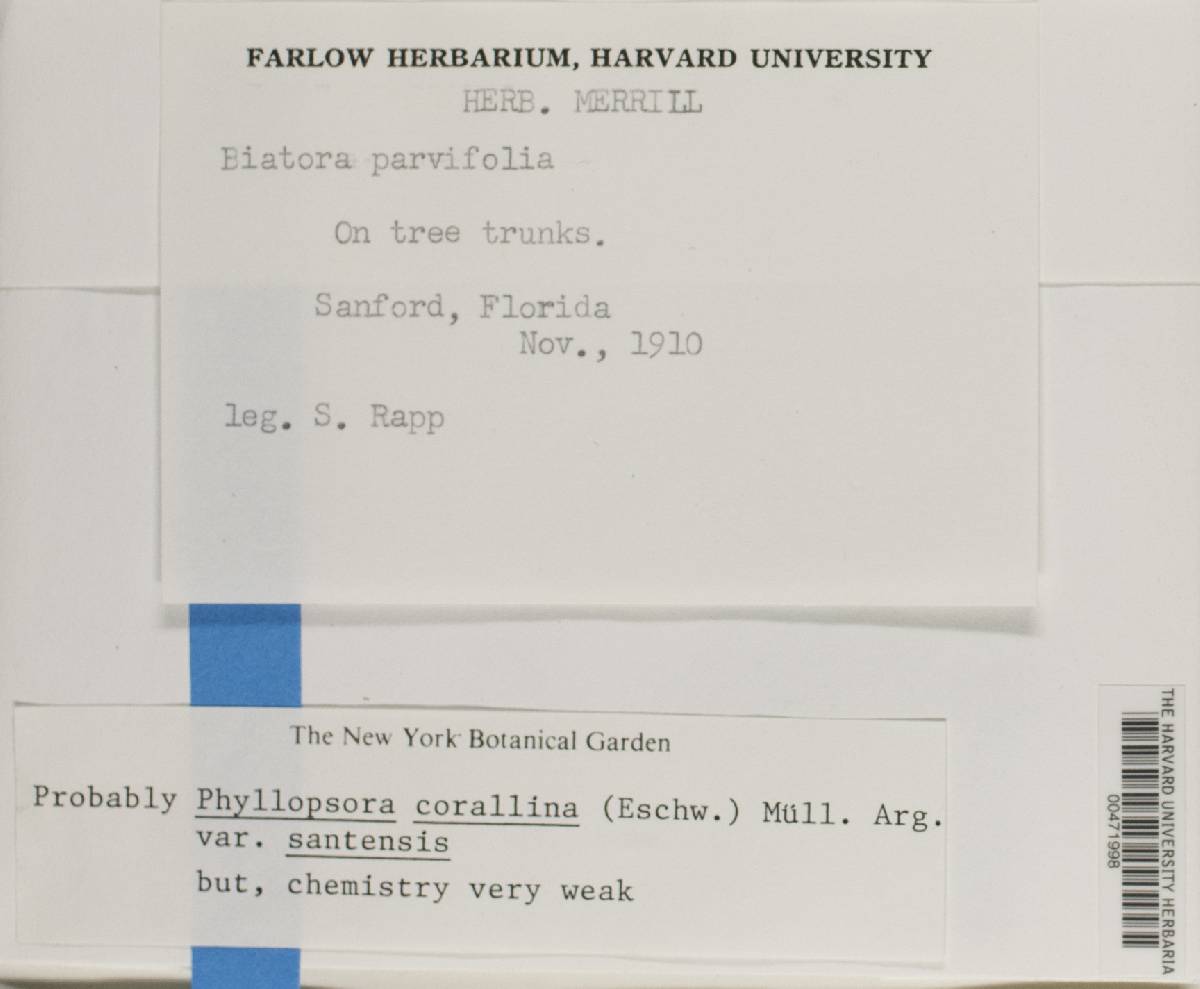 FARLOW HERBARIUM, HARVARD UNIVERSITY
HERB. MERRILL
Biatora parvifolia
On tree trunks.
Sanford, Florida
Nov., 1910
leg. S. Rapp
The New York Botanical Garden
Probably Phyllopsora corallina (Eschw.) Müll. Arg.
var. santensis
but, chemistry very weak
THE HARVARD UNIVERSITY HERBARIA
00471998